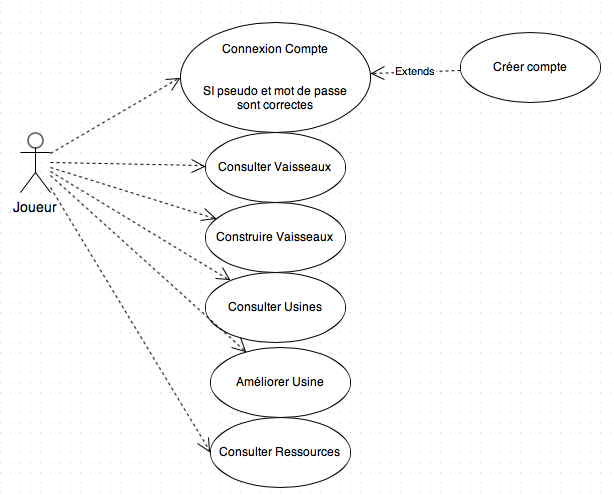 Connexion Compte
SI pseudo et mot de passe
sont correctes
Extends
Créer compte
Joueur
Consulter Vaisseaux
Construire Vaisseaux
Consulter Usines
Améliorer Usine
Consulter Ressources